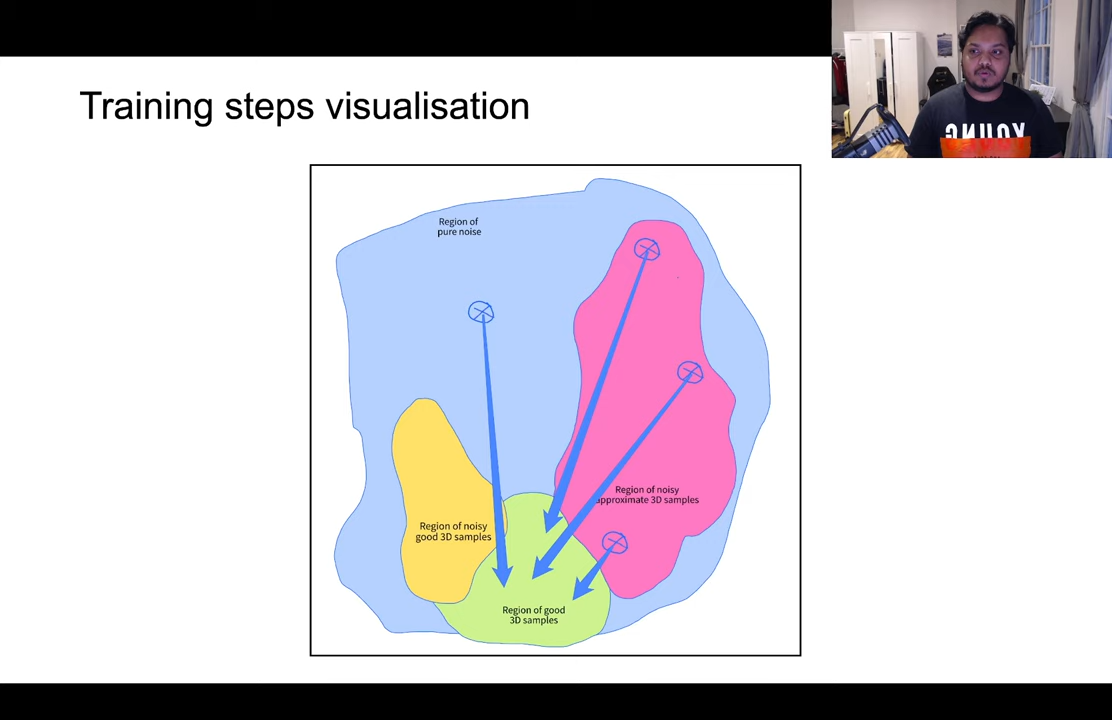 Training steps visualisation
YOUNG
Region of
pure noise
Region of noisy
approximate 3D samples
Region of noisy
good 3D samples
Region of good
3D samples